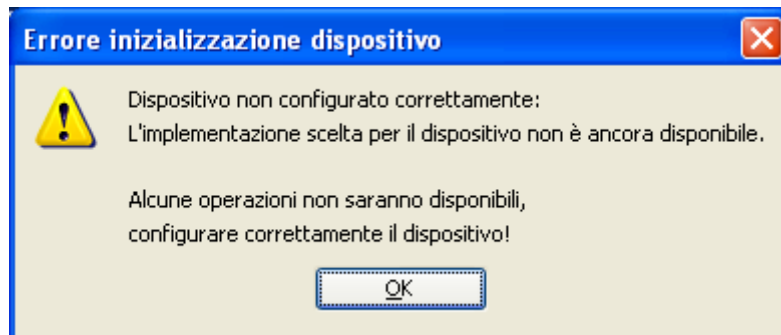 Errore inizializzazione dispositivo
Dispositivo non configurato correttamente:
L'implementazione scelta per il dispositivo non è ancora disponibile.
Alcune operazioni non saranno disponibili,
configurare correttamente il dispositivo!
OK